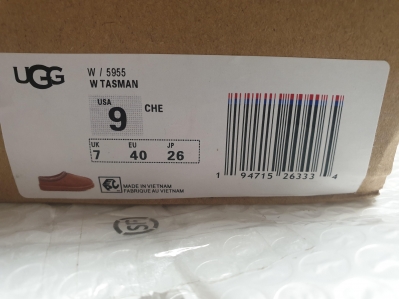 UGG
W / 5955
W TASMAN
USA
9
CHE
UK EU JP
7 40 26
1 94715 26333 4
MADE IN VIETNAM
FABRIQUE AU VIETNAM